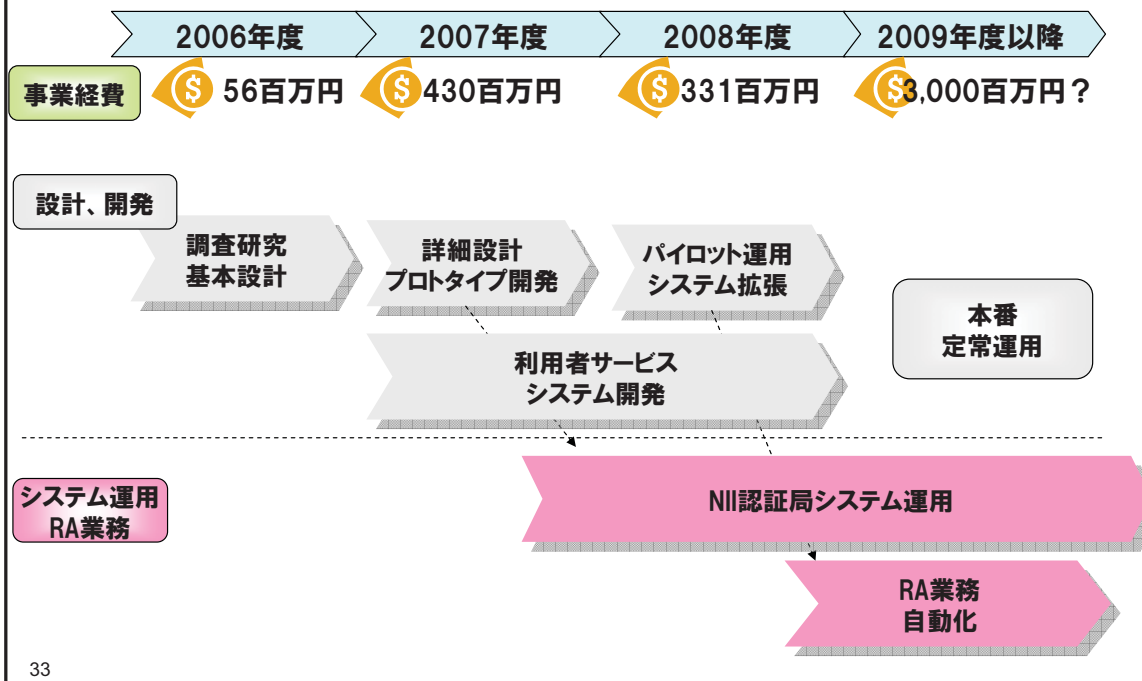 2006年度
2007年度
2008年度
2009年度以降
事業経費
$ 56百万円
$ 430百万円
$ 331百万円
$ 3,000百万円？
設計、開発
調査研究
基本設計
詳細設計
プロトタイプ開発
パイロット運用
システム拡張
本番
定常運用
利用者サービス
システム開発
システム運用
RA業務
NII認証局システム運用
RA業務
自動化
33